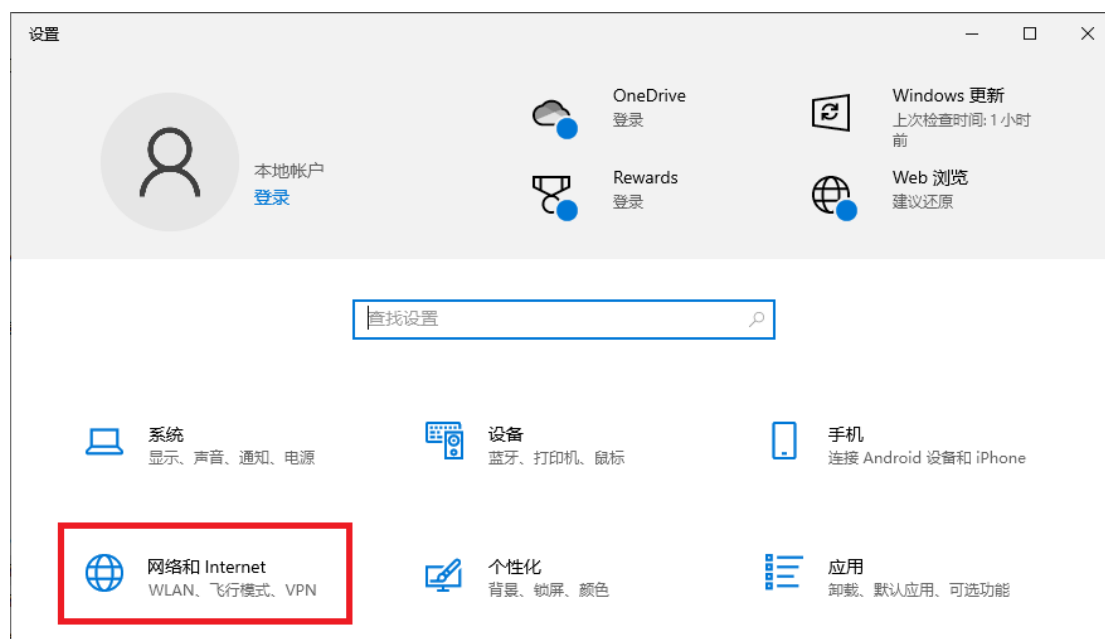 设置
本地帐户
登录
OneDrive
登录
Windows 更新
上次检查时间: 1 小时
前
Rewards
登录
Web 浏览
建议还原
查找设置
系统
显示、声音、通知、电源
设备
蓝牙、打印机、鼠标
手机
连接 Android 设备和 iPhone
网络和 Internet
WLAN、飞行模式、VPN
个性化
背景、锁屏、颜色
应用
卸载、默认应用、可选功能